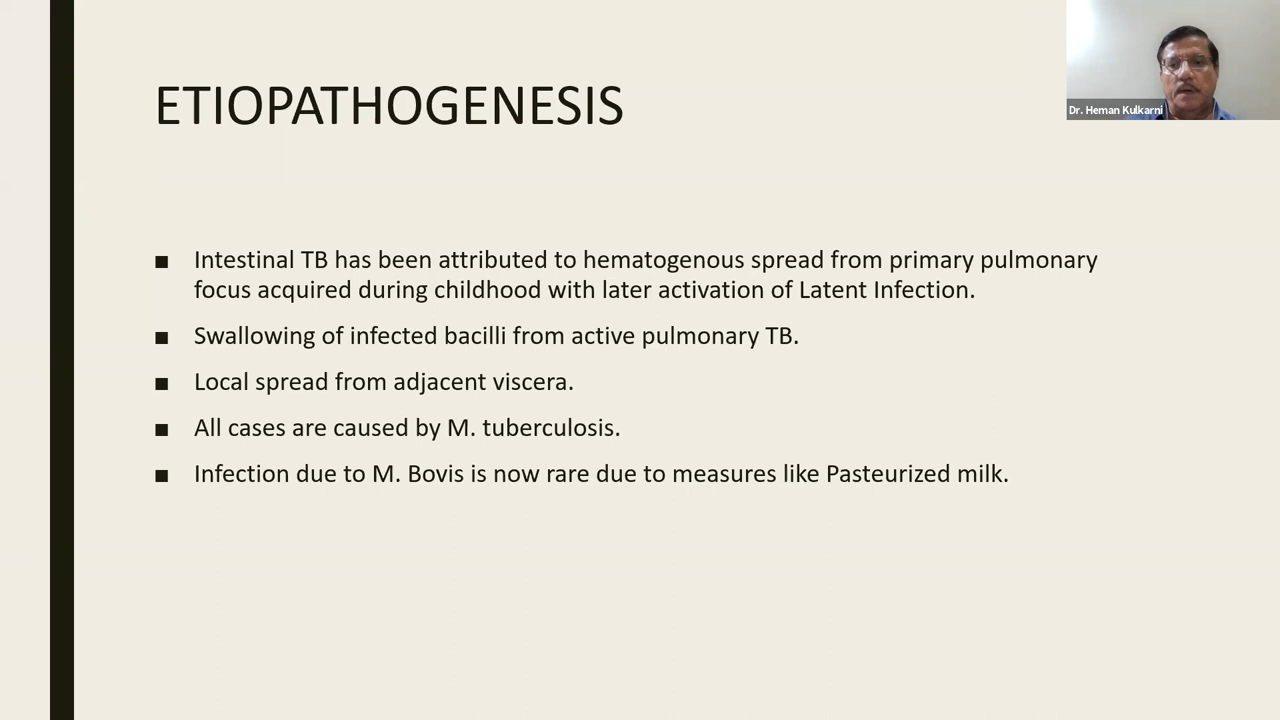 ETIOPATHOGENESIS
Dr. Heman Kulkarni
■ Intestinal TB has been attributed to hematogenous spread from primary pulmonary
focus acquired during childhood with later activation of Latent Infection.
■ Swallowing of infected bacilli from active pulmonary TB.
■ Local spread from adjacent viscera.
■ All cases are caused by M. tuberculosis.
■ Infection due to M. Bovis is now rare due to measures like Pasteurized milk.